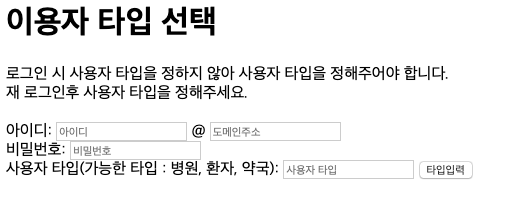 이용자 타입 선택
로그인 시 사용자 타입을 정하지 않아 사용자 타입을 정해주어야 합니다.
재 로그인후 사용자 타입을 정해주세요.
아이디: 아이디 @ 도메인주소
비밀번호: 비밀번호
사용자 타입(가능한 타입 : 병원, 환자, 약국): 사용자 타입 타입입력